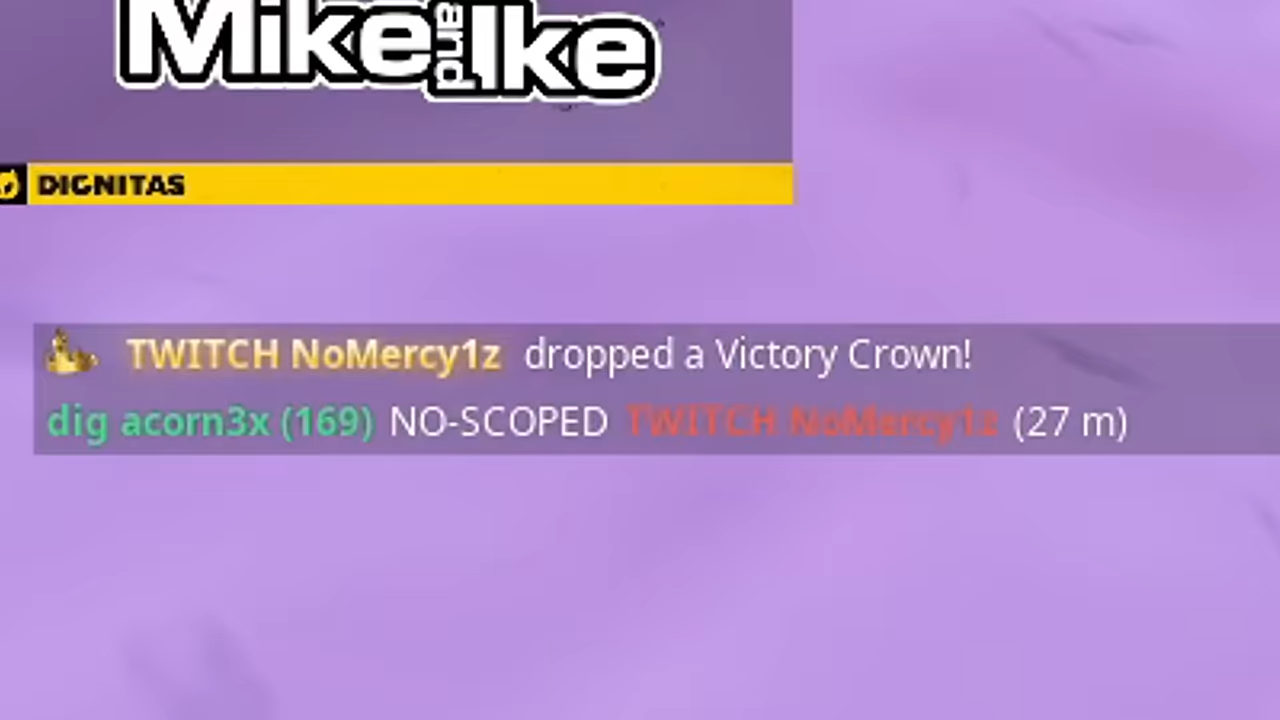 Mike and Ike
DIGNITAS
TWITCH NoMercy1z dropped a Victory Crown!
dig acorn3x (169) NO-SCOPED TWITCH NoMercy1z (27 m)